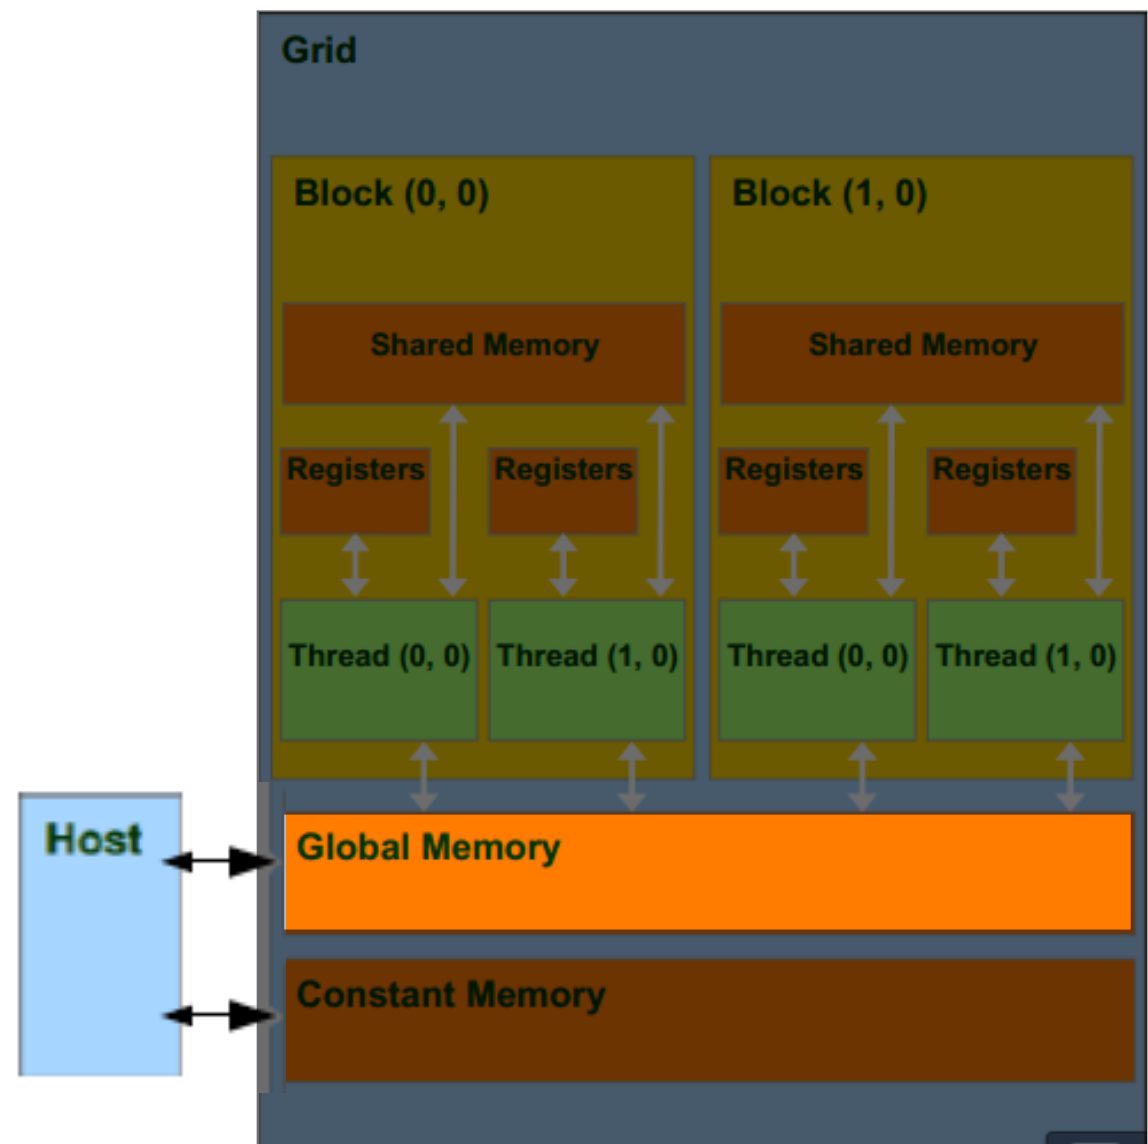 Grid
Block (0, 0)
Block (1, 0)
Shared Memory
Shared Memory
Registers
Registers
Registers
Registers
Thread (0, 0)
Thread (1, 0)
Thread (0, 0)
Thread (1, 0)
Host
Global Memory
Constant Memory